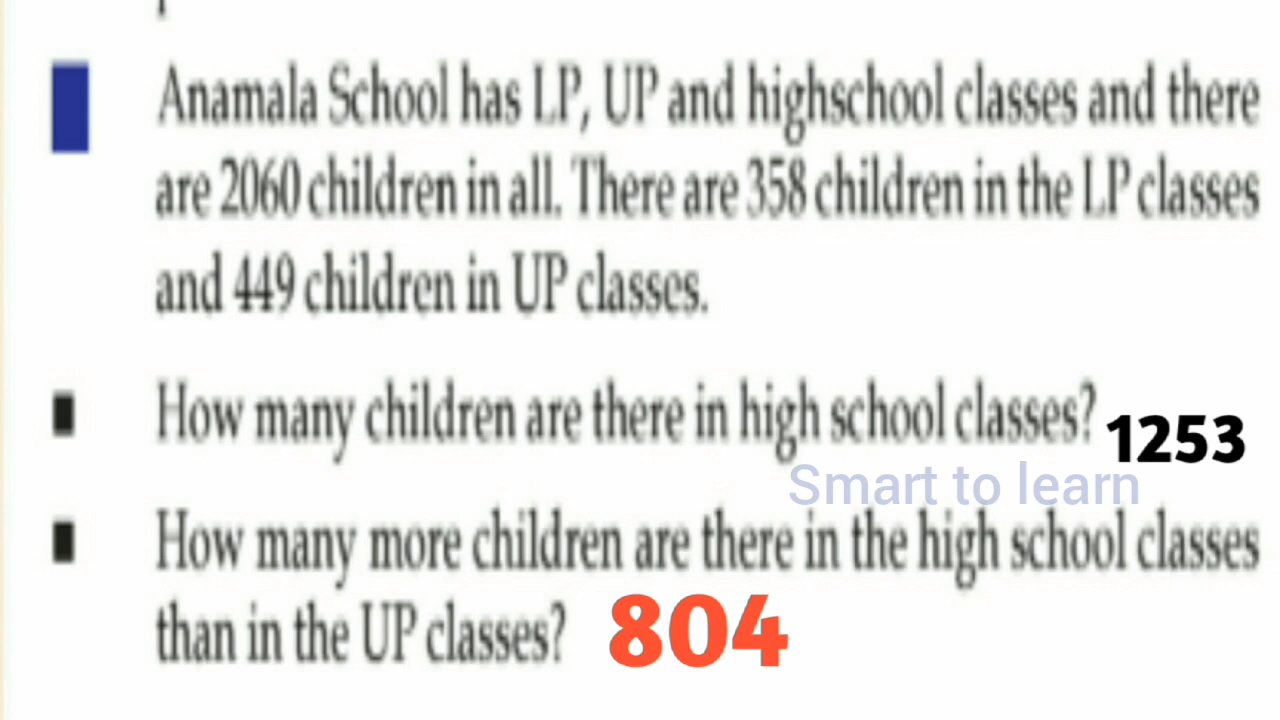 Anamala School has LP, UP and highschool classes and there
are 2060 children in all. There are 358 children in the LP classes
and 449 children in UP classes.
How many children are there in high school classes? 1253
Smart to learn
How many more children are there in the high school classes
than in the UP classes? 804